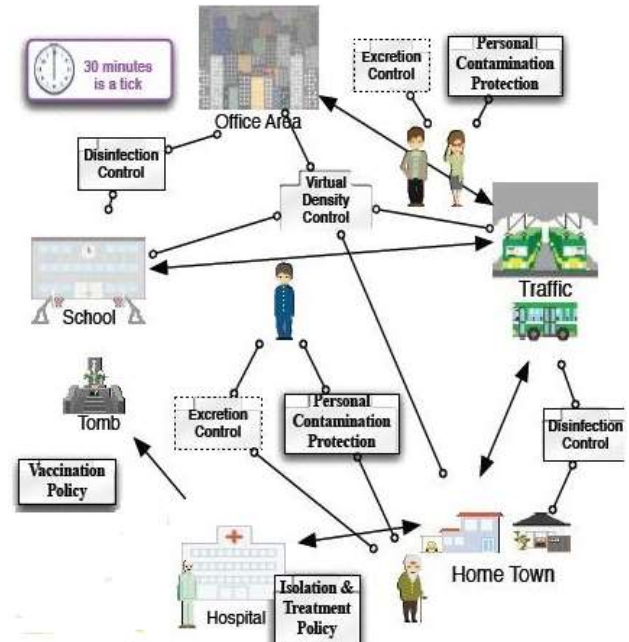 30 minutes
is a tick
Office Area
Excretion
Control
Personal
Contamination
Protection
Disinfection
Control
Virtual
Density
Control
School
Traffic
Tomb
Excretion
Control
Personal
Contamination
Protection
Disinfection
Control
Vaccination
Policy
Hospital
Isolation &
Treatment
Policy
Home Town